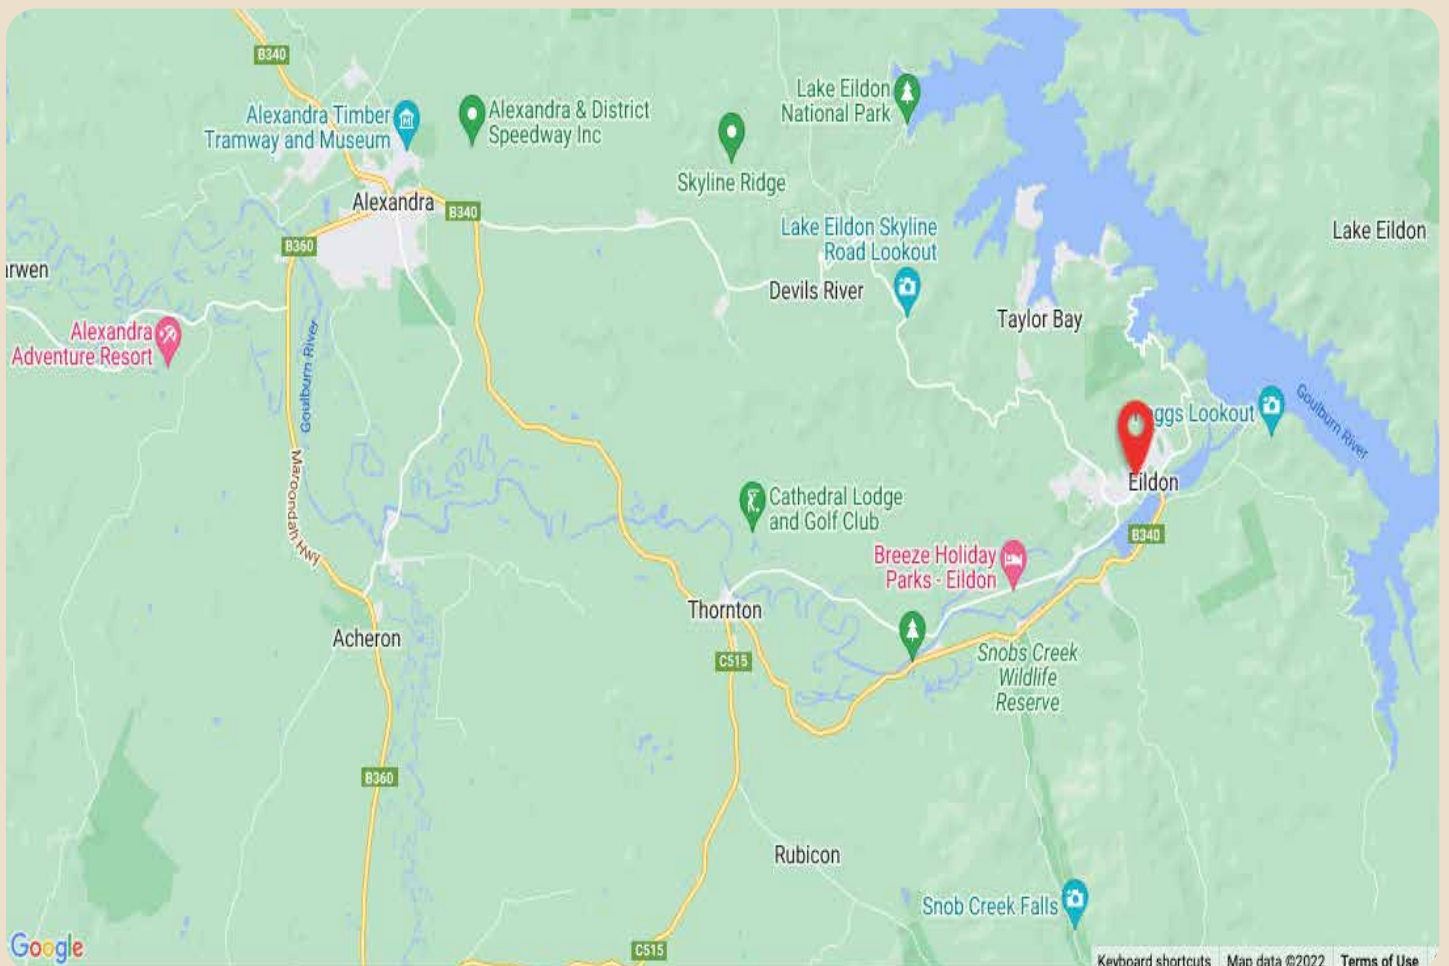 B340
Lake Eildon
National Park
Alexandra Timber
Tramway and Museum
Alexandra & District
Speedway Inc
Skyline Ridge
Alexandra
B340
B360
Lake Eildon Skyline
Road Lookout
Lake Eildon
arwen
Devils River
Taylor Bay
Alexandra
Adventure Resort
Goulburn River
Goulburn River
ggs Lookout
Maroondah Hwy
Eildon
Cathedral Lodge
and Golf Club
B340
Breeze Holiday
Parks - Eildon
Thornton
Acheron
C515
Snobs Creek
Wildlife
Reserve
B360
Rubicon
Snob Creek Falls
C515
Google
Keyboard shortcuts
Map data ©2022
Terms of Use